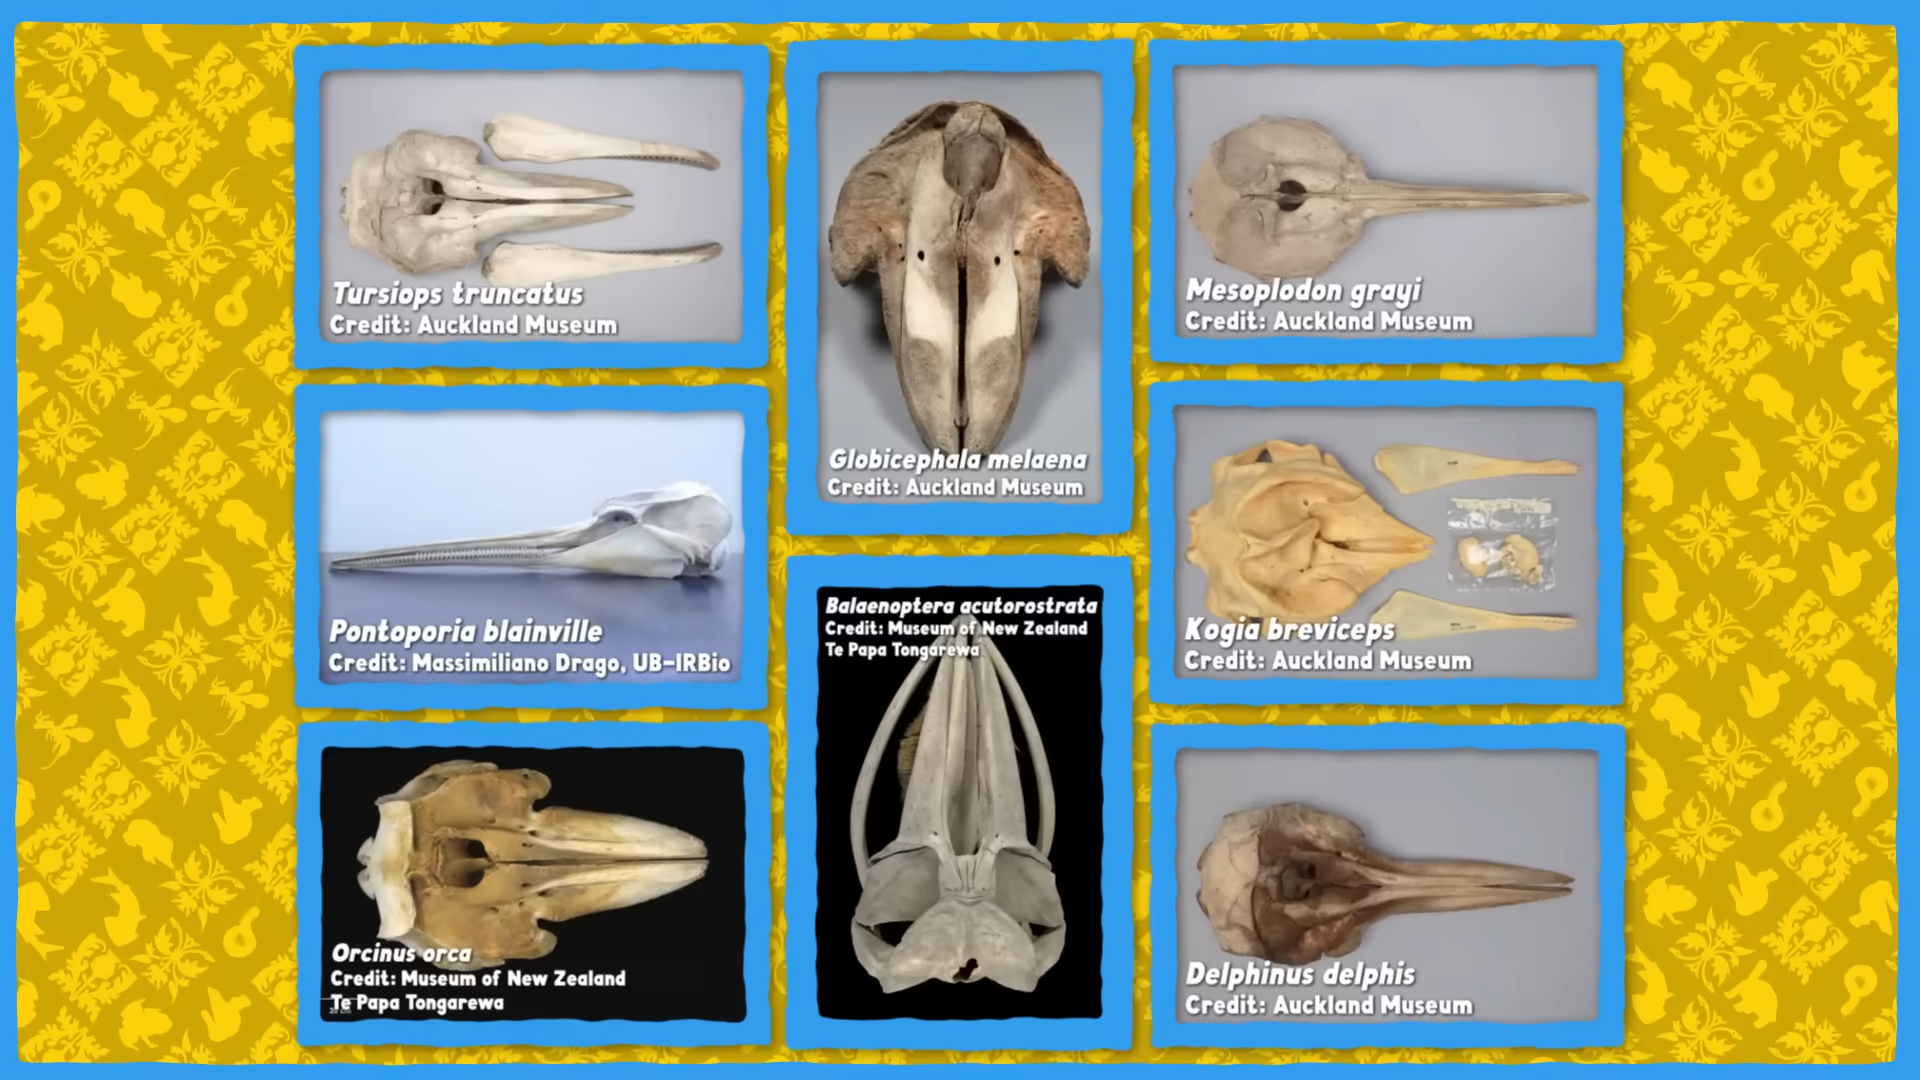 Tursiops truncatus
Credit: Auckland Museum
Globicephala melaena
Credit: Auckland Museum
Mesoplodon grayi
Credit: Auckland Museum
Pontoporia blainville
Credit: Massimiliano Drago, UB-IRBio
Balaenoptera acutorostrata
Credit: Museum of New Zealand
Te Papa Tongarewa
Kogia breviceps
Credit: Auckland Museum
Orcinus orca
Credit: Museum of New Zealand
Te Papa Tongarewa
Delphinus delphis
Credit: Auckland Museum